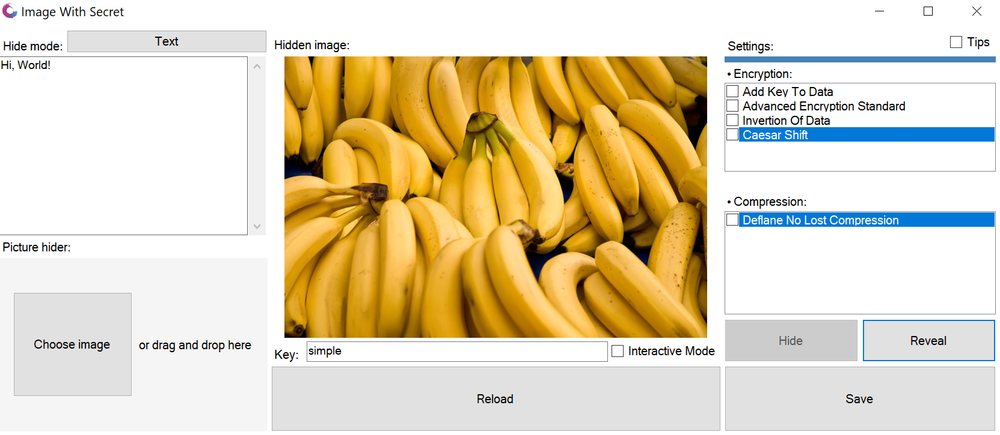 Image With Secret
Hide mode:
Text
Hi, World!
Picture hider:
Choose image
or drag and drop here
Hidden image:
Key:
simple
Interactive Mode
Reload
Settings:
Tips
• Encryption:
Add Key To Data
Advanced Encryption Standard
Invertion Of Data
Caesar Shift
• Compression:
Deflane No Lost Compression
Hide
Reveal
Save